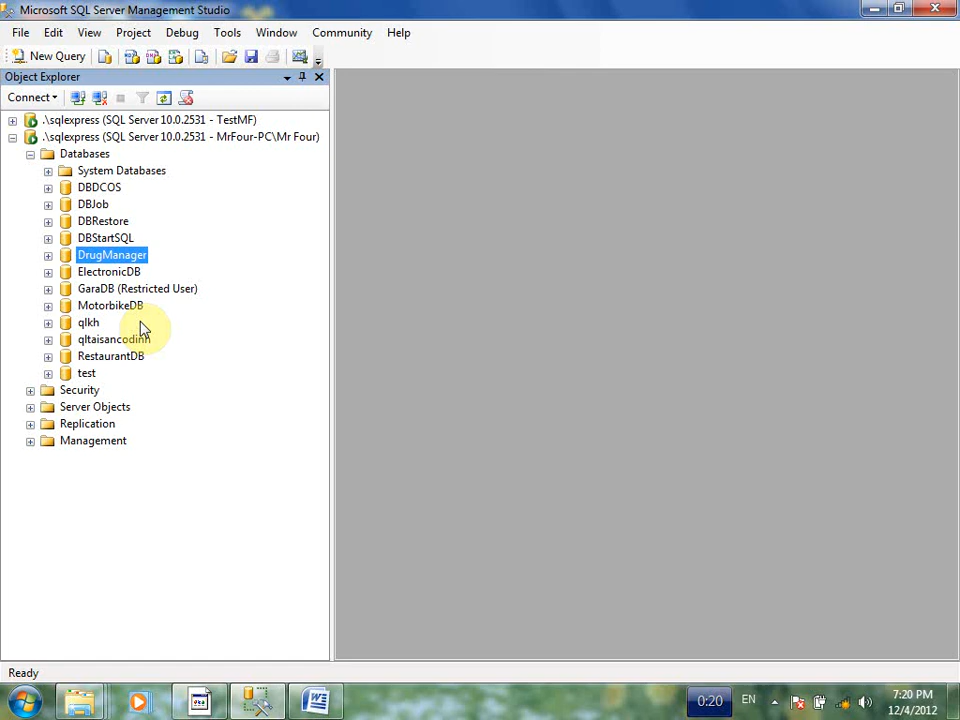 Microsoft SQL Server Management Studio
File Edit View Project Debug Tools Window Community Help
New Query
Object Explorer
Connect
.\sqlexpress (SQL Server 10.0.2531 - TestMF)
.\sqlexpress (SQL Server 10.0.2531 - MrFour-PC\Mr Four)
Databases
System Databases
DBDCOS
DBJob
DBRestore
DBStartSQL
DrugManager
ElectronicDB
GaraDB (Restricted User)
MotorbikeDB
qlkh
qltaisancodinh
RestaurantDB
test
Security
Server Objects
Replication
Management
Ready
0:20 EN 7:20 PM
12/4/2012